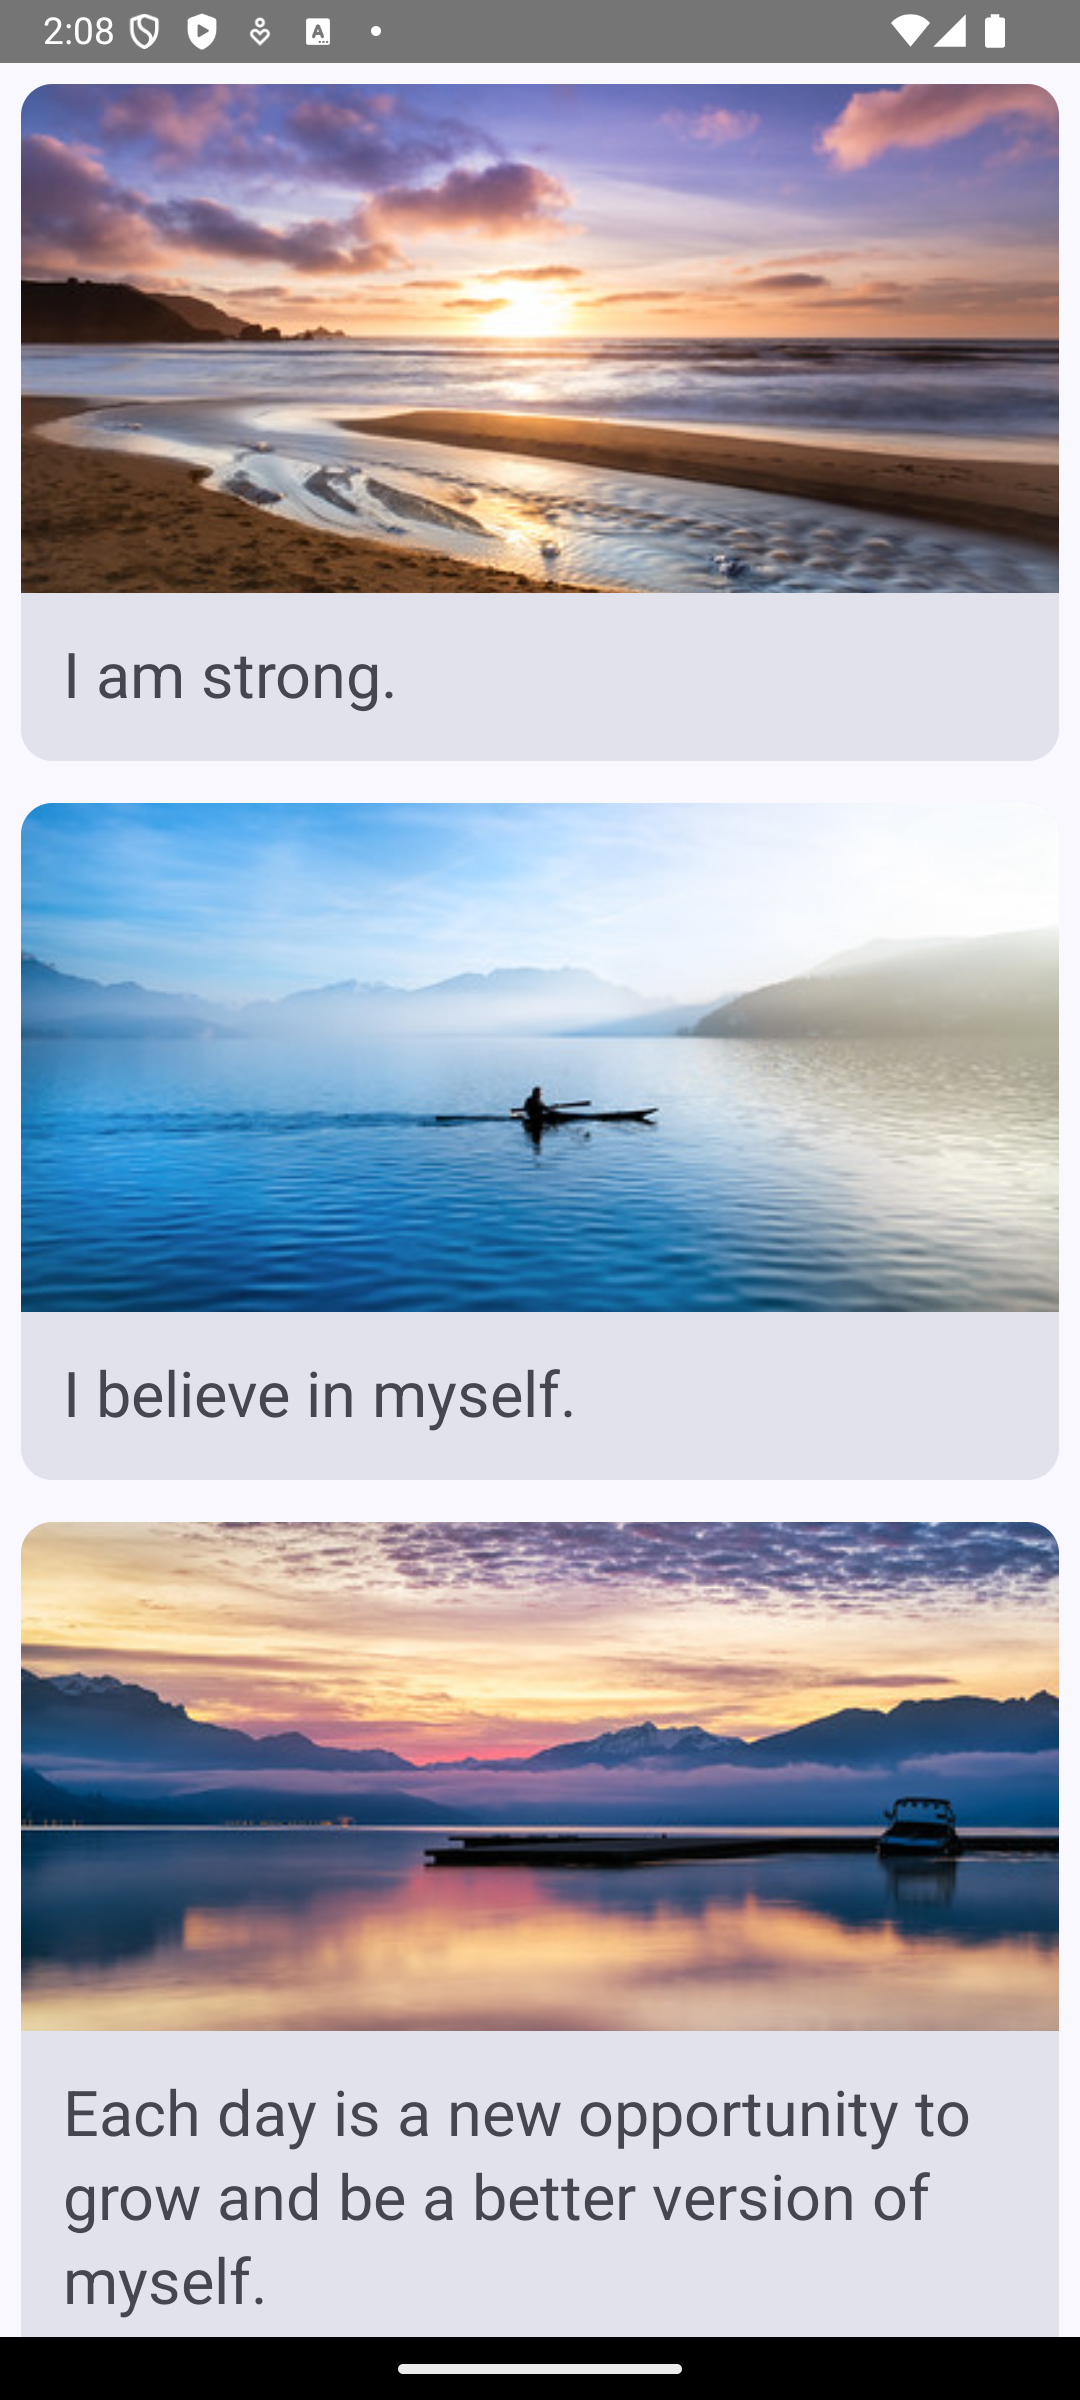 2:08
I am strong.
I believe in myself.
Each day is a new opportunity to
grow and be a better version of
myself.